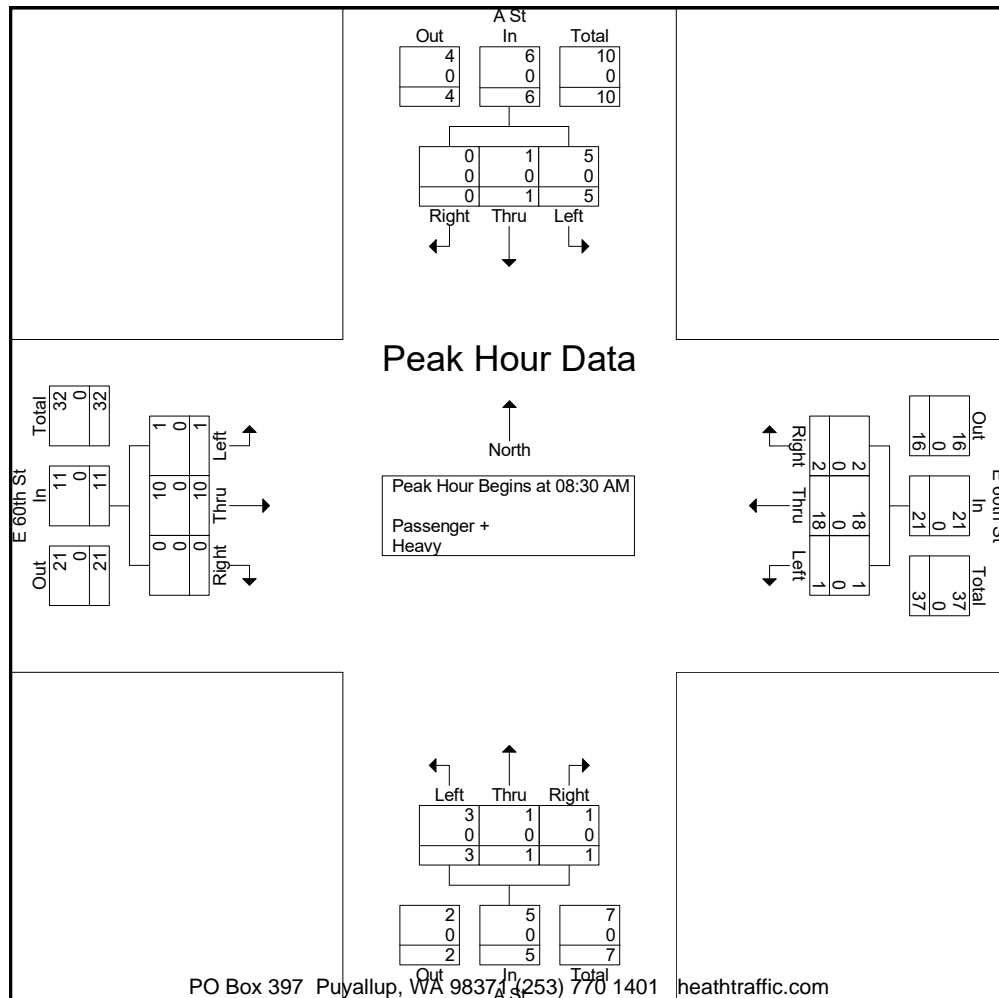 A St
Out In Total
4 6 10
0 0 0
4 6 10
0 1 5
0 0 0
0 1 5
Right Thru Left
Peak Hour Data
North
Peak Hour Begins at 08:30 AM
Passenger +
Heavy
E 60th St
Out In Total
21 11 32
0 0 0
21 11 32
Right Thru Left
0 10 1
0 0 0
0 10 1
E 60th St
Out In Total
16 21 37
0 0 0
16 21 37
2 18 1
0 0 0
2 18 1
Right Thru Left
Left Thru Right
3 1 1
0 0 0
3 1 1
2 5 7
0 0 0
2 5 7
Out In Total
A St
PO Box 397 Puyallup, WA 98371 (253) 770 1401 heathtraffic.com